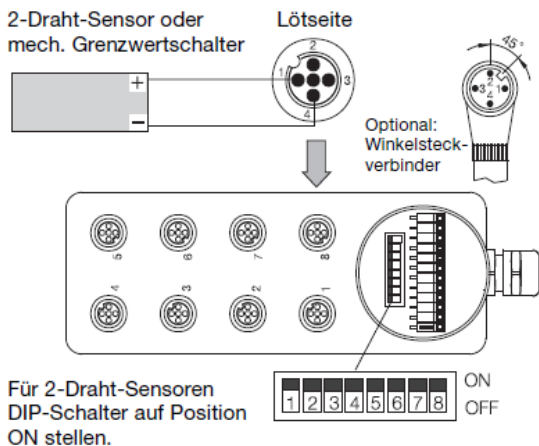 2-Draht-Sensor oder
mech. Grenzwertschalter
Lötseite
+
−
1
2
3
4
45°
2
3
1
4
Optional:
Winkelsteck-
verbinder
5
6
7
8
4
3
2
1
Für 2-Draht-Sensoren
DIP-Schalter auf Position
ON stellen.
1 2 3 4 5 6 7 8
ON
OFF